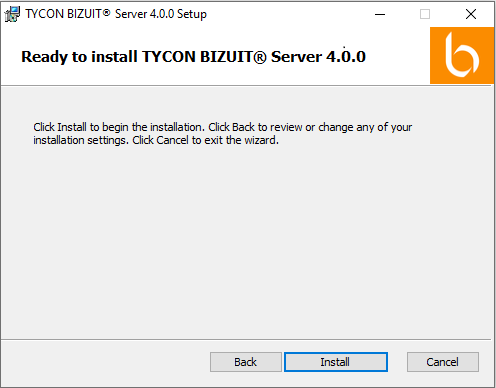 TYCON BIZUIT® Server 4.0.0 Setup
Ready to install TYCON BIZUIT® Server 4.0.0
Click Install to begin the installation. Click Back to review or change any of your
installation settings. Click Cancel to exit the wizard.
Back Install Cancel